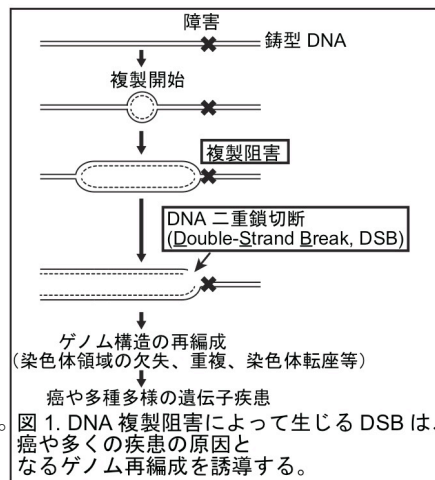 障害
鋳型 DNA
複製開始
複製阻害
DNA 二重鎖切断
(Double-Strand Break, DSB)
ゲノム構造の再編成
(染色体領域の欠失、重複、染色体転座等)
癌や多種多様の遺伝子疾患
。図 1. DNA 複製阻害によって生じる DSB は、
癌や多くの疾患の原因と
なるゲノム再編成を誘導する。